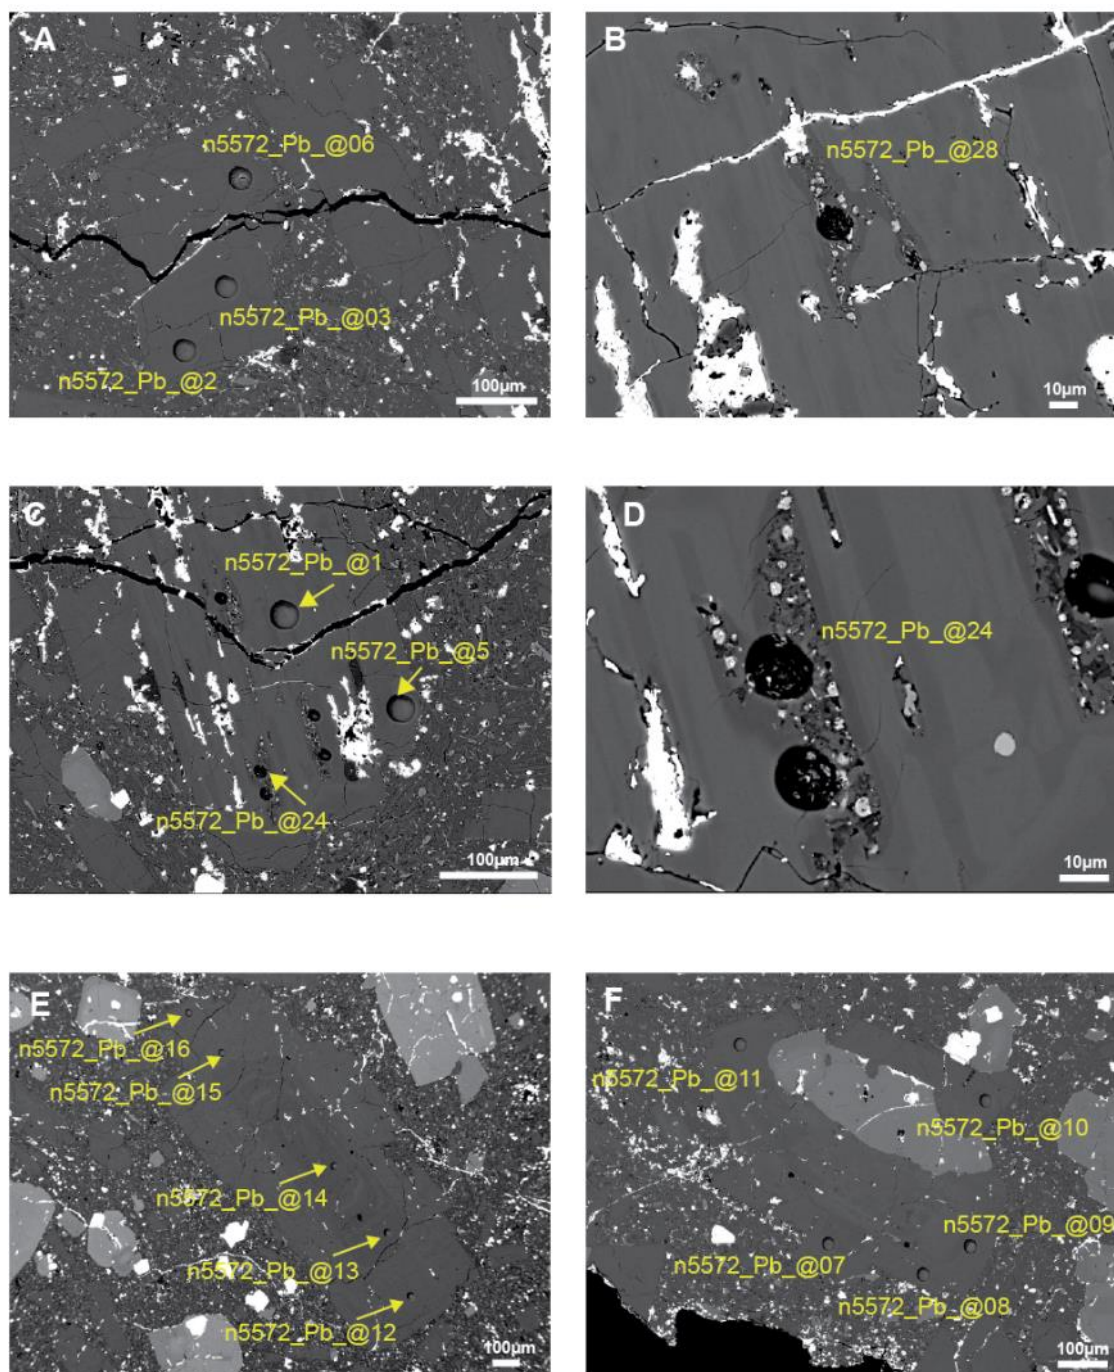 A
n5572_Pb_@06
n5572_Pb_@03
n5572_Pb_@2
100µm
B
n5572_Pb_@28
10µm
C
n5572_Pb_@1
n5572_Pb_@5
n5572_Pb_@24
100µm
D
n5572_Pb_@24
10µm
E
n5572_Pb_@16
n5572_Pb_@15
n5572_Pb_@14
n5572_Pb_@13
n5572_Pb_@12
100µm
F
n5572_Pb_@11
n5572_Pb_@10
n5572_Pb_@09
n5572_Pb_@07
n5572_Pb_@08
100µm